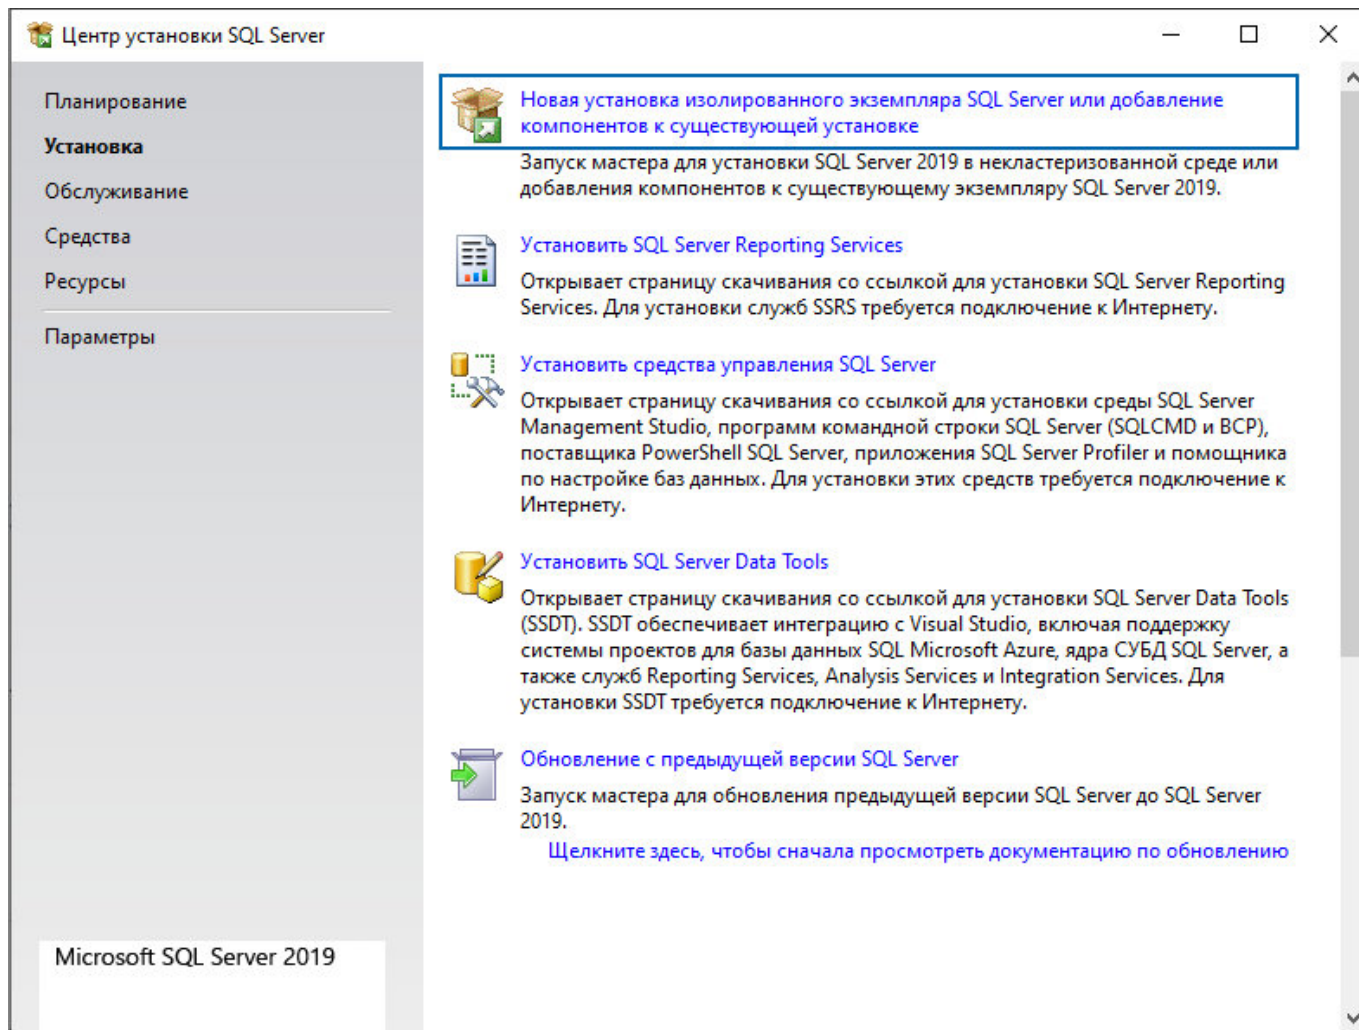 Центр установки SQL Server
Планирование
Установка
Обслуживание
Средства
Ресурсы
Параметры
Microsoft SQL Server 2019
Новая установка изолированного экземпляра SQL Server или добавление
компонентов к существующей установке
Запуск мастера для установки SQL Server 2019 в некластеризованной среде или
добавления компонентов к существующему экземпляру SQL Server 2019.
Установить SQL Server Reporting Services
Открывает страницу скачивания со ссылкой для установки SQL Server Reporting
Services. Для установки служб SSRS требуется подключение к Интернету.
Установить средства управления SQL Server
Открывает страницу скачивания со ссылкой для установки среды SQL Server
Management Studio, программ командной строки SQL Server (SQLCMD и BCP),
поставщика PowerShell SQL Server, приложения SQL Server Profiler и помощника
по настройке баз данных. Для установки этих средств требуется подключение к
Интернету.
Установить SQL Server Data Tools
Открывает страницу скачивания со ссылкой для установки SQL Server Data Tools
(SSDT). SSDT обеспечивает интеграцию с Visual Studio, включая поддержку
системы проектов для базы данных SQL Microsoft Azure, ядра СУБД SQL Server, а
также служб Reporting Services, Analysis Services и Integration Services. Для
установки SSDT требуется подключение к Интернету.
Обновление с предыдущей версии SQL Server
Запуск мастера для обновления предыдущей версии SQL Server до SQL Server
2019.
Щелкните здесь, чтобы сначала просмотреть документацию по обновлению